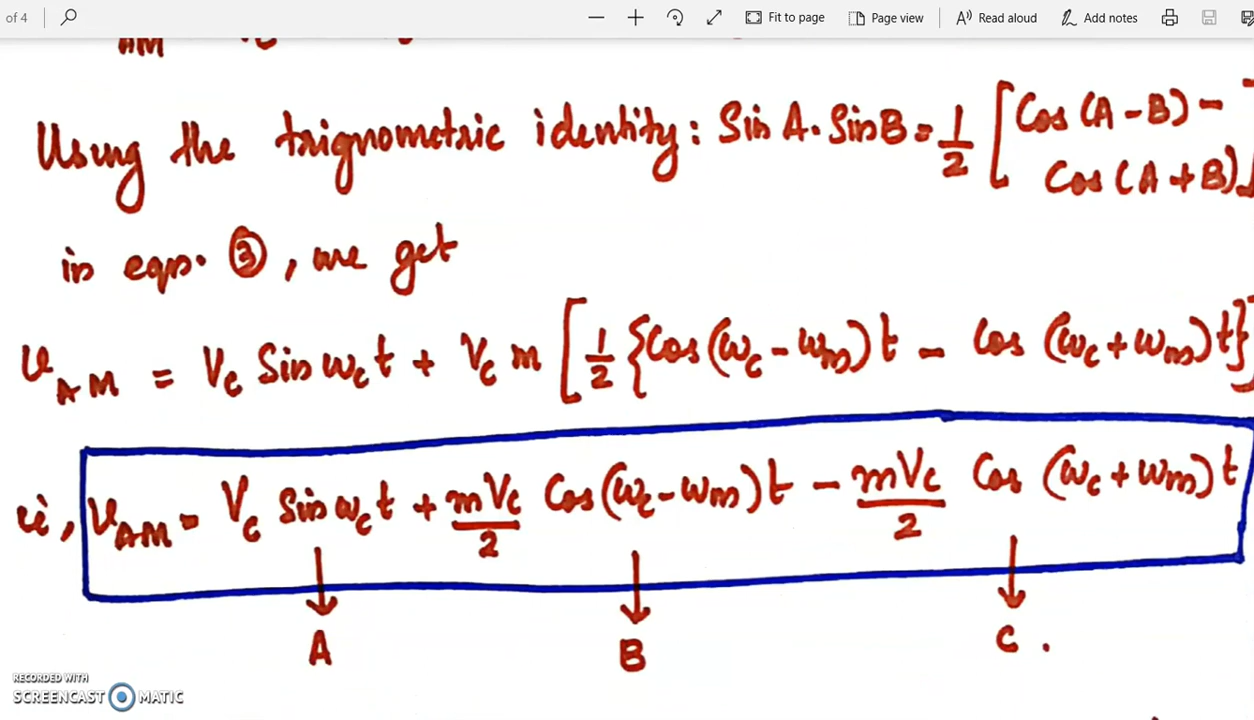 of 4 Fit to page Page view Read aloud Add notes
AM
Using the trignometric identity: Sin A. Sin B = 1/2 [Cos (A - B) -
Cos (A + B)]
in eqn. ③, we get
v_AM = V_c Sin ω_c t + V_c m [1/2 {Cos (ω_c - ω_m) t - Cos (ω_c + ω_m) t}]
ie, v_AM = V_c Sin ω_c t + mV_c/2 Cos (ω_c - ω_m) t - mV_c/2 Cos (ω_c + ω_m) t
A B C.
RECORDED WITH
SCREENCAST MATIC